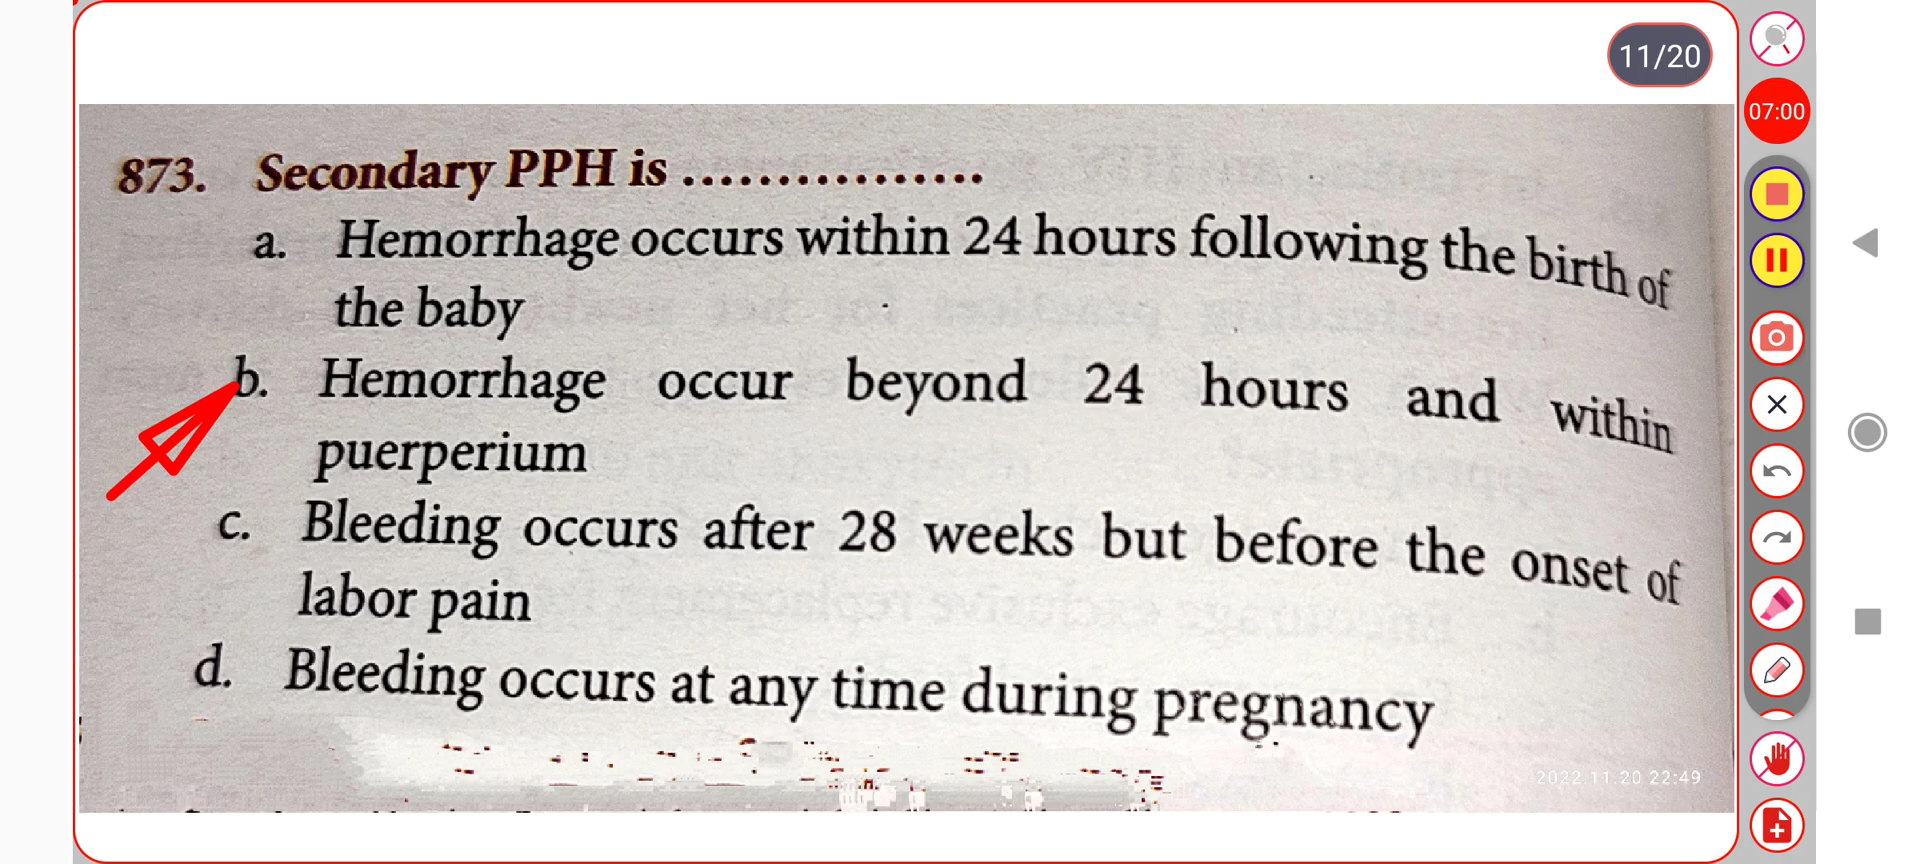 11/20
07:00
873. Secondary PPH is ................
a. Hemorrhage occurs within 24 hours following the birth of
the baby
b. Hemorrhage occur beyond 24 hours and within
puerperium
c. Bleeding occurs after 28 weeks but before the onset of
labor pain
d. Bleeding occurs at any time during pregnancy
2022 11 20 22:49